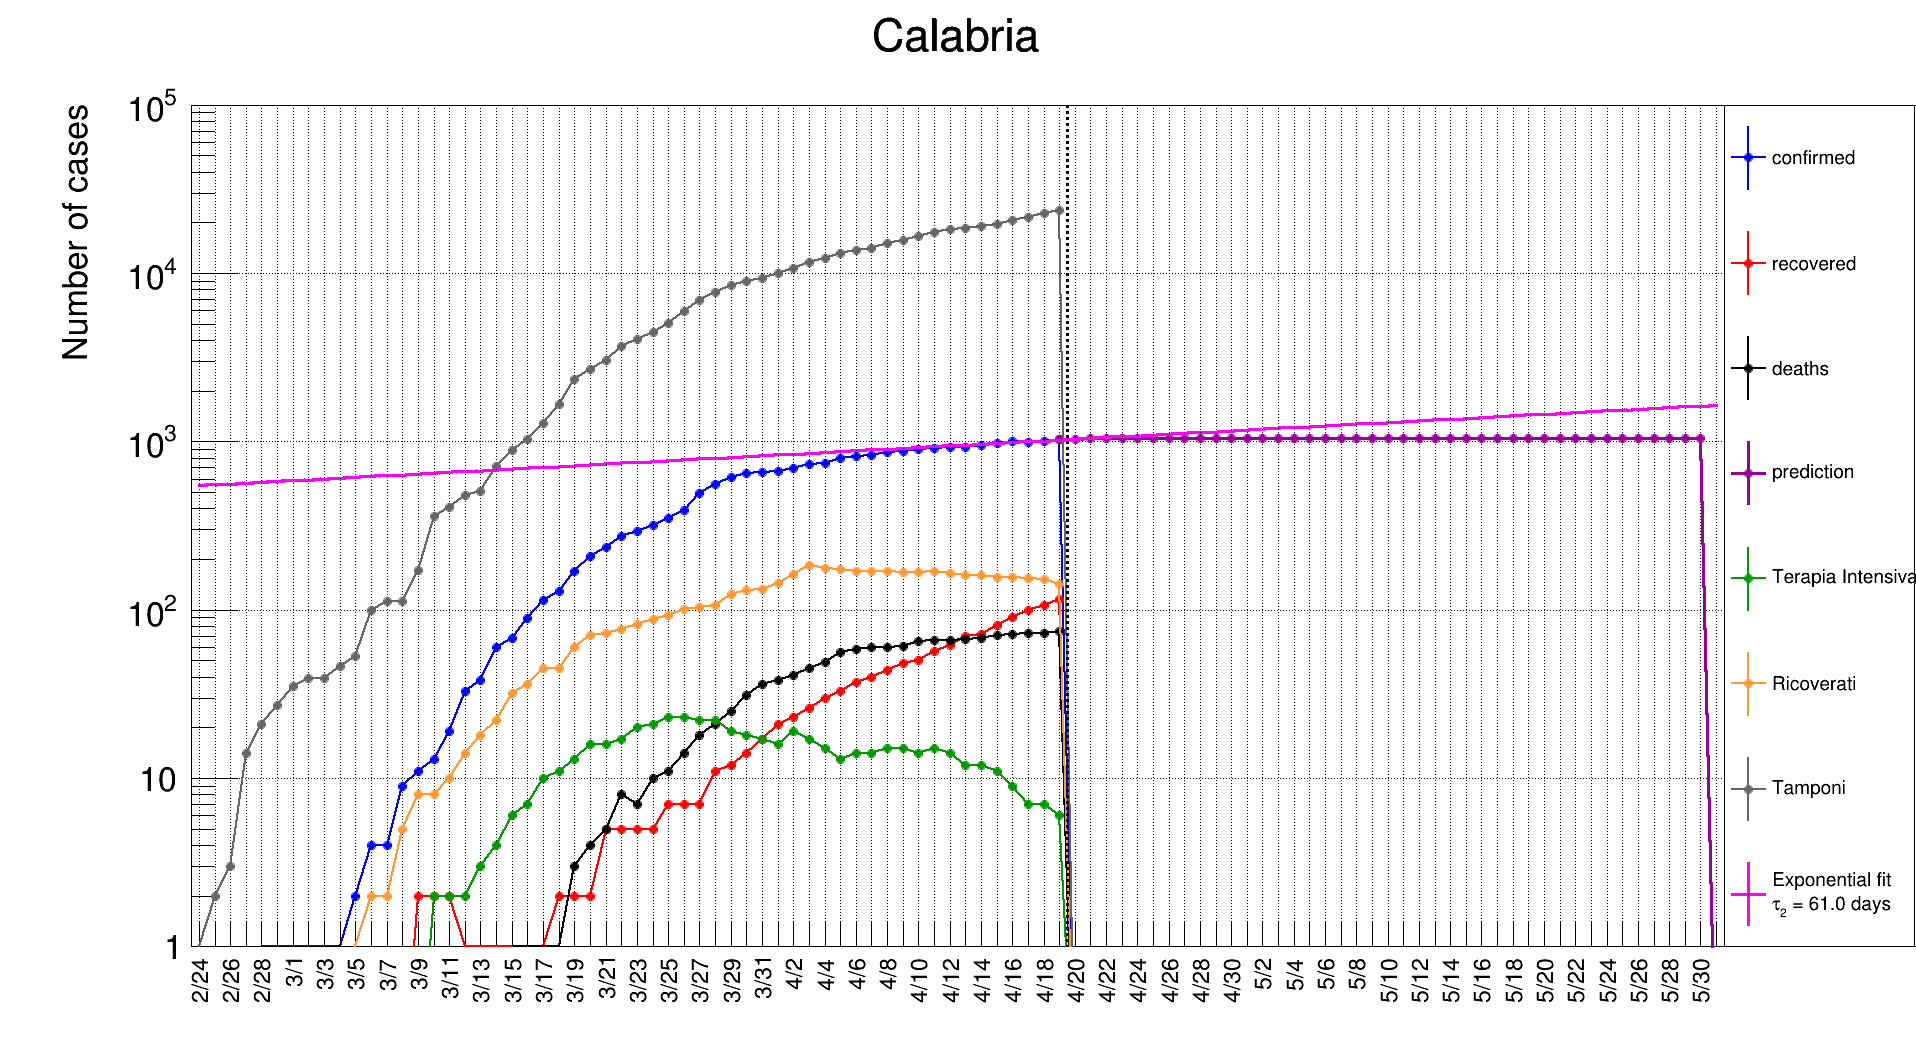 Calabria
Number of cases
10^5
10^4
10^3
10^2
10
1
2/24 2/26 2/28 3/1 3/3 3/5 3/7 3/9 3/11 3/13 3/15 3/17 3/19 3/21 3/23 3/25 3/27 3/29 3/31 4/2 4/4 4/6 4/8 4/10 4/12 4/14 4/16 4/18 4/20 4/22 4/24 4/26 4/28 4/30 5/2 5/4 5/6 5/8 5/10 5/12 5/14 5/16 5/18 5/20 5/22 5/24 5/26 5/28 5/30
confirmed
recovered
deaths
prediction
Terapia Intensiva
Ricoverati
Tamponi
Exponential fit
τ_2 = 61.0 days